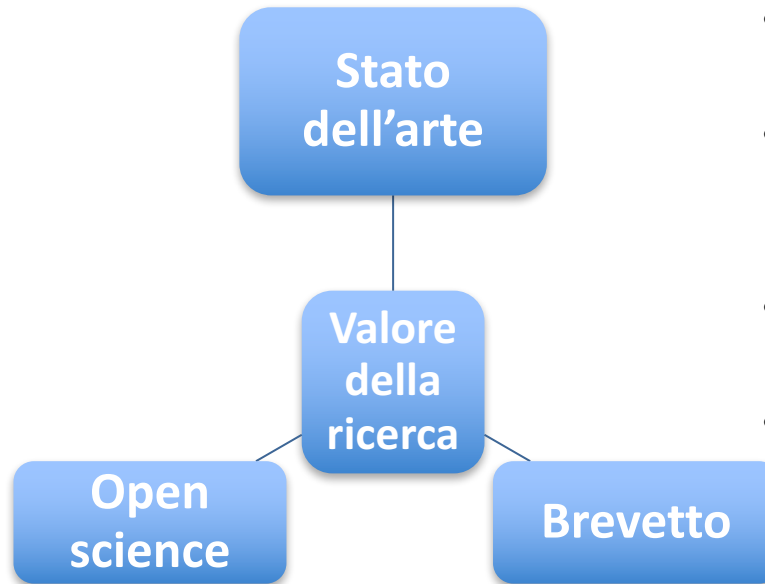 Stato
dell’arte
Valore
della
ricerca
Open
science
Brevetto